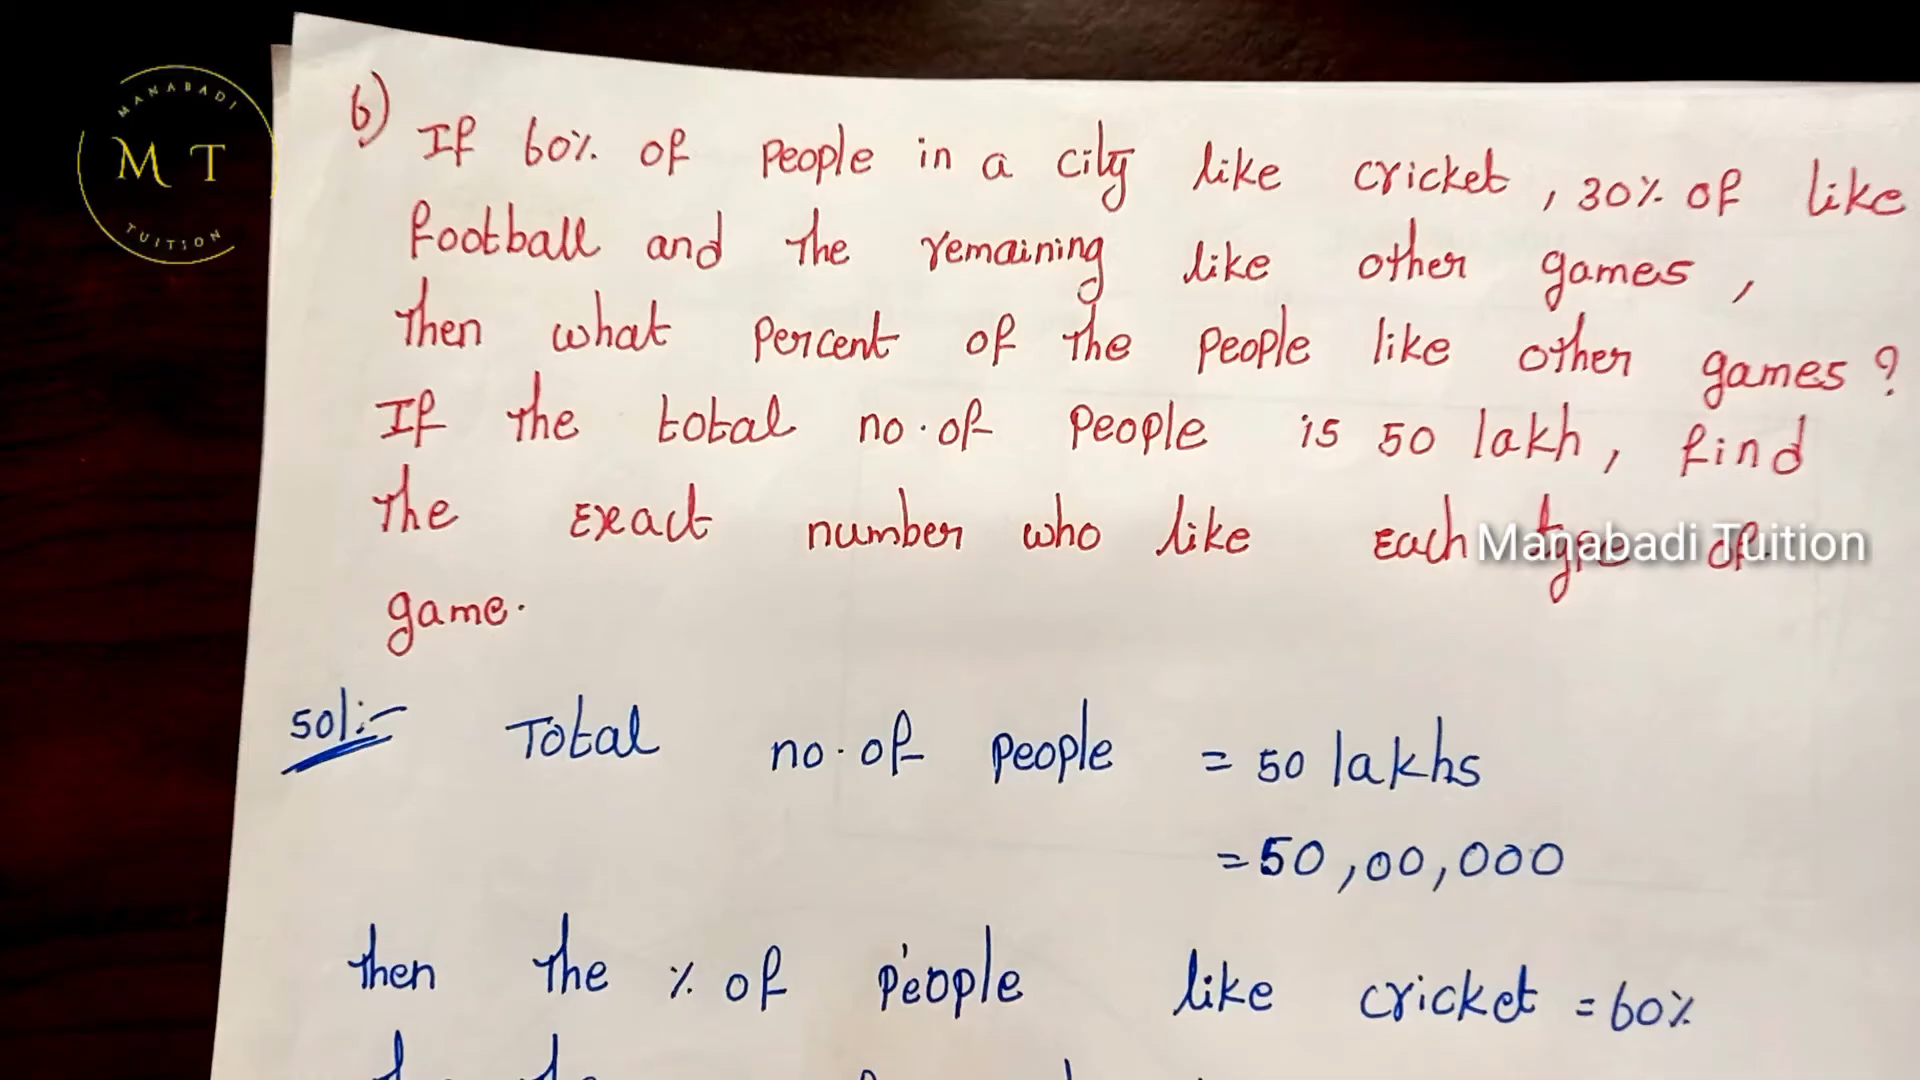 MANABADI
MT
TUITION
6)
If 60% of people in a city like cricket, 30% of like
football and the remaining like other games,
then what percent of the people like other games?
If the total no.of people is 50 lakh, find
the Exact number who like Each type of
Manabadi Tuition
game.
Sol:- Total no.of people = 50 lakhs
= 50,00,000
then the % of people like cricket = 60%